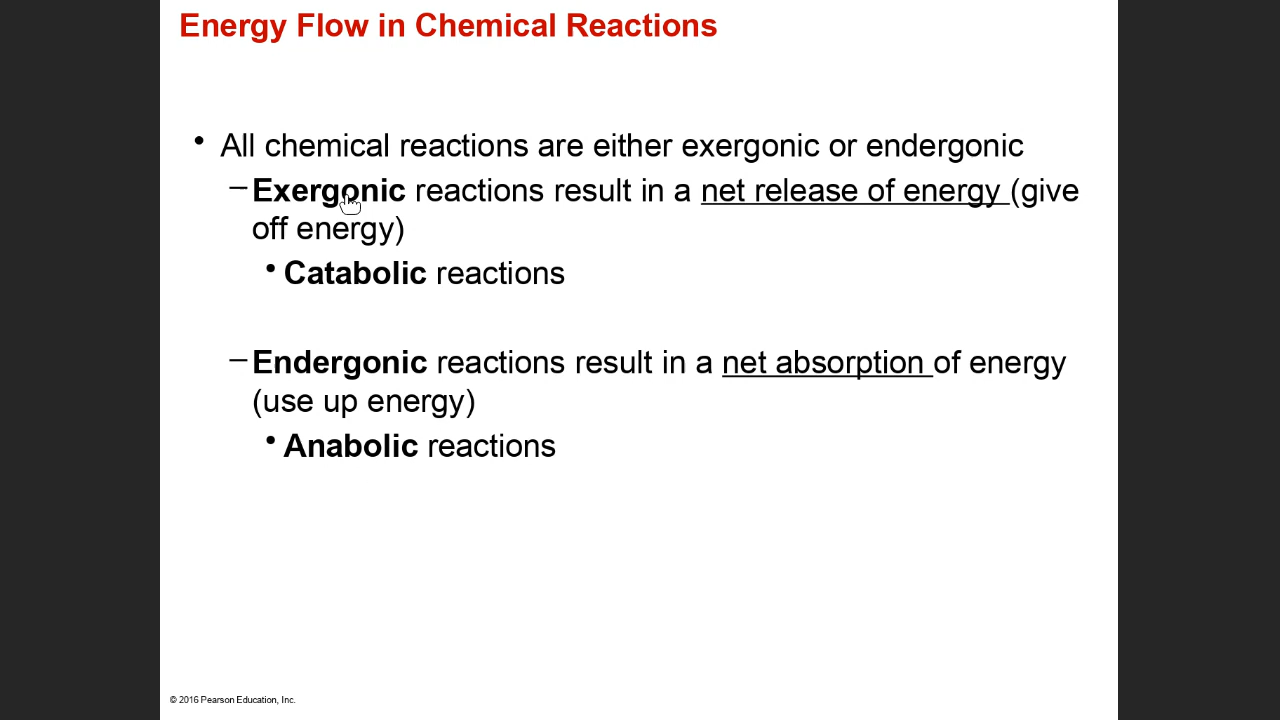 Energy Flow in Chemical Reactions
• All chemical reactions are either exergonic or endergonic
–Exergonic reactions result in a net release of energy (give
off energy)
• Catabolic reactions
–Endergonic reactions result in a net absorption of energy
(use up energy)
• Anabolic reactions
© 2016 Pearson Education, Inc.